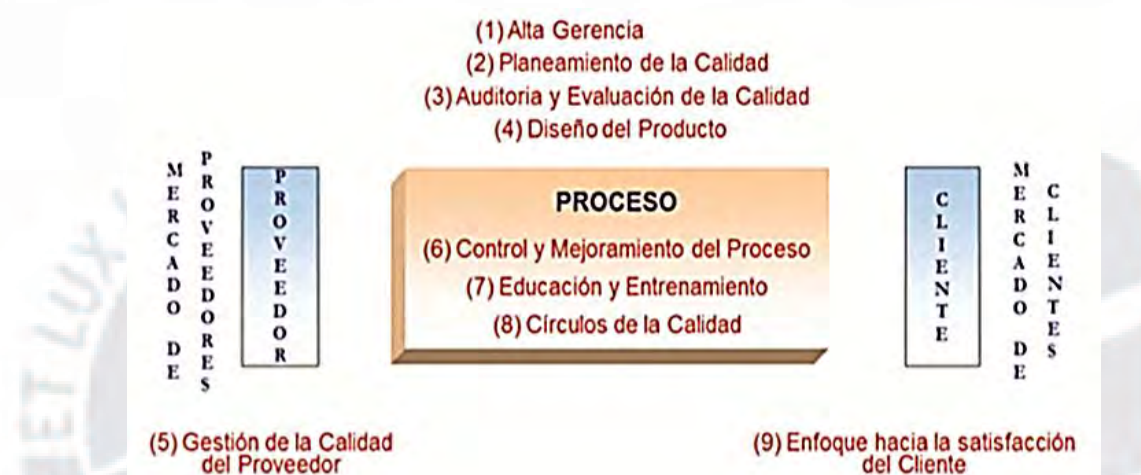 (1) Alta Gerencia
(2) Planeamiento de la Calidad
(3) Auditoria y Evaluación de la Calidad
(4) Diseño del Producto
MERCADO DE
PROVEEDORES
PROVEEDOR
PROCESO
(6) Control y Mejoramiento del Proceso
(7) Educación y Entrenamiento
(8) Círculos de la Calidad
CLIENTE
MERCADO DE
CLIENTES
(5) Gestión de la Calidad
del Proveedor
(9) Enfoque hacia la satisfacción
del Cliente
ET LUX